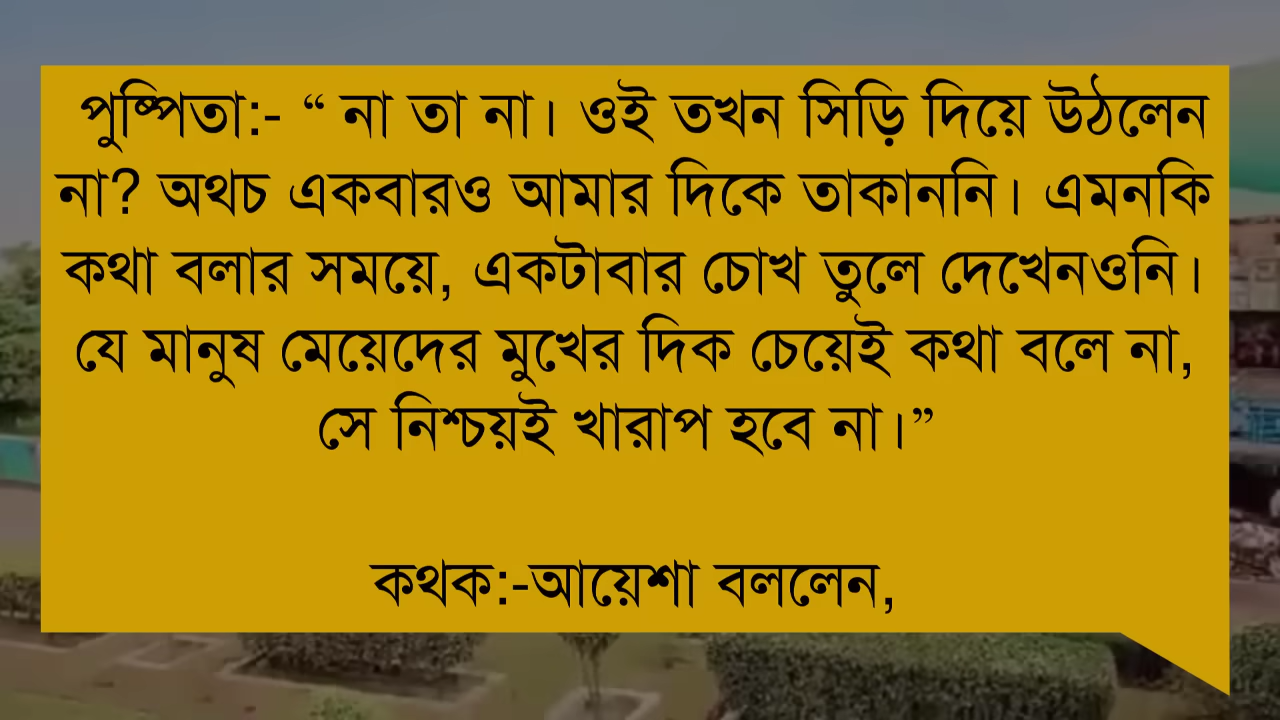 পুষ্পিতা:- “ না তা না। ওই তখন সিড়ি দিয়ে উঠলেন
না? অথচ একবারও আমার দিকে তাকাননি। এমনকি
কথা বলার সময়ে, একটাবার চোখ তুলে দেখেনওনি।
যে মানুষ মেয়েদের মুখের দিক চেয়েই কথা বলে না,
সে নিশ্চয়ই খারাপ হবে না।”
কথক:-আয়েশা বললেন,